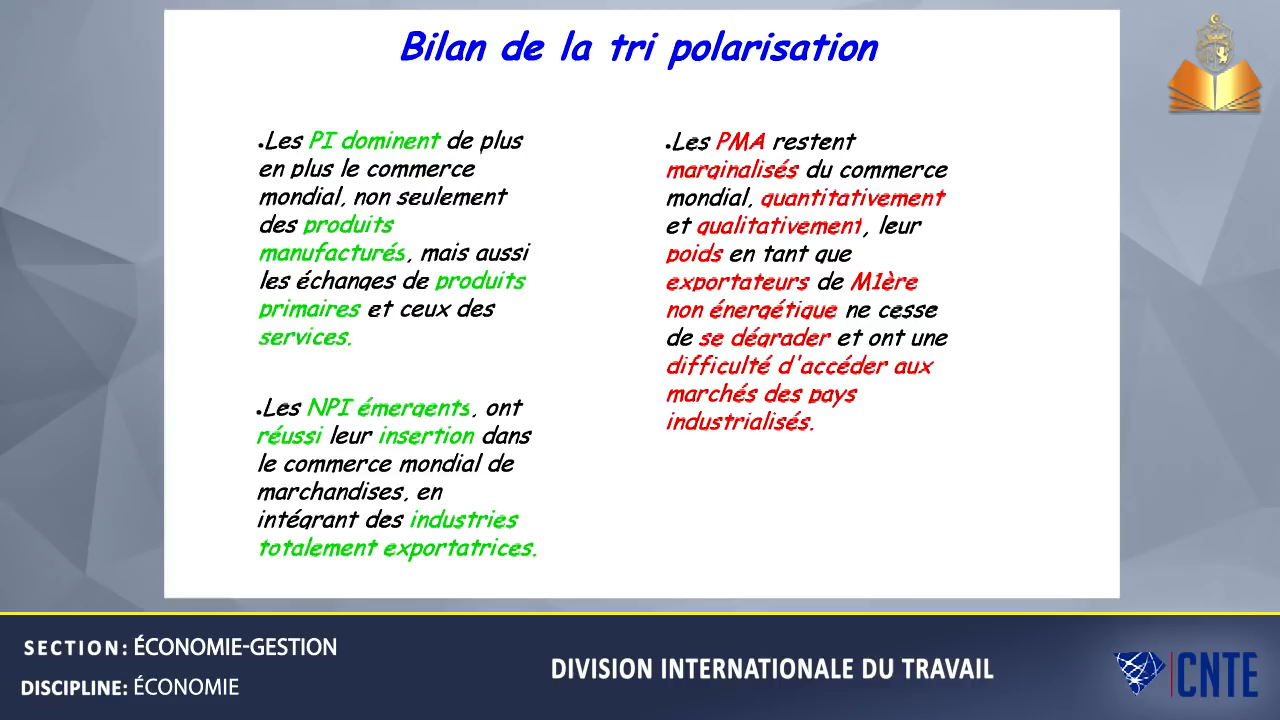 Bilan de la tri polarisation
•Les PI dominent de plus
en plus le commerce
mondial, non seulement
des produits
manufacturés, mais aussi
les échanges de produits
primaires et ceux des
services.
•Les NPI émergents, ont
réussi leur insertion dans
le commerce mondial de
marchandises, en
intégrant des industries
totalement exportatrices.
•Les PMA restent
marginalisés du commerce
mondial, quantitativement
et qualitativement, leur
poids en tant que
exportateurs de M1ère
non énergétique ne cesse
de se dégrader et ont une
difficulté d'accéder aux
marchés des pays
industrialisés.
SECTION: ÉCONOMIE-GESTION
DISCIPLINE: ÉCONOMIE
DIVISION INTERNATIONALE DU TRAVAIL
CNTE